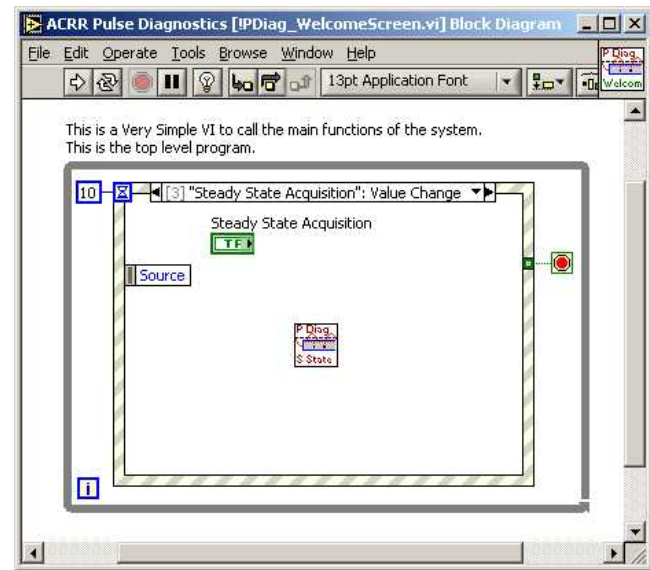 ACRR Pulse Diagnostics [!PDiag_WelcomeScreen.vi] Block Diagram
File Edit Operate Tools Browse Window Help
P Diag
Welcom
13pt Application Font
This is a Very Simple VI to call the main functions of the system.
This is the top level program.
10
[3] "Steady State Acquisition": Value Change
Steady State Acquisition
TF
Source
P Diag
S State
i